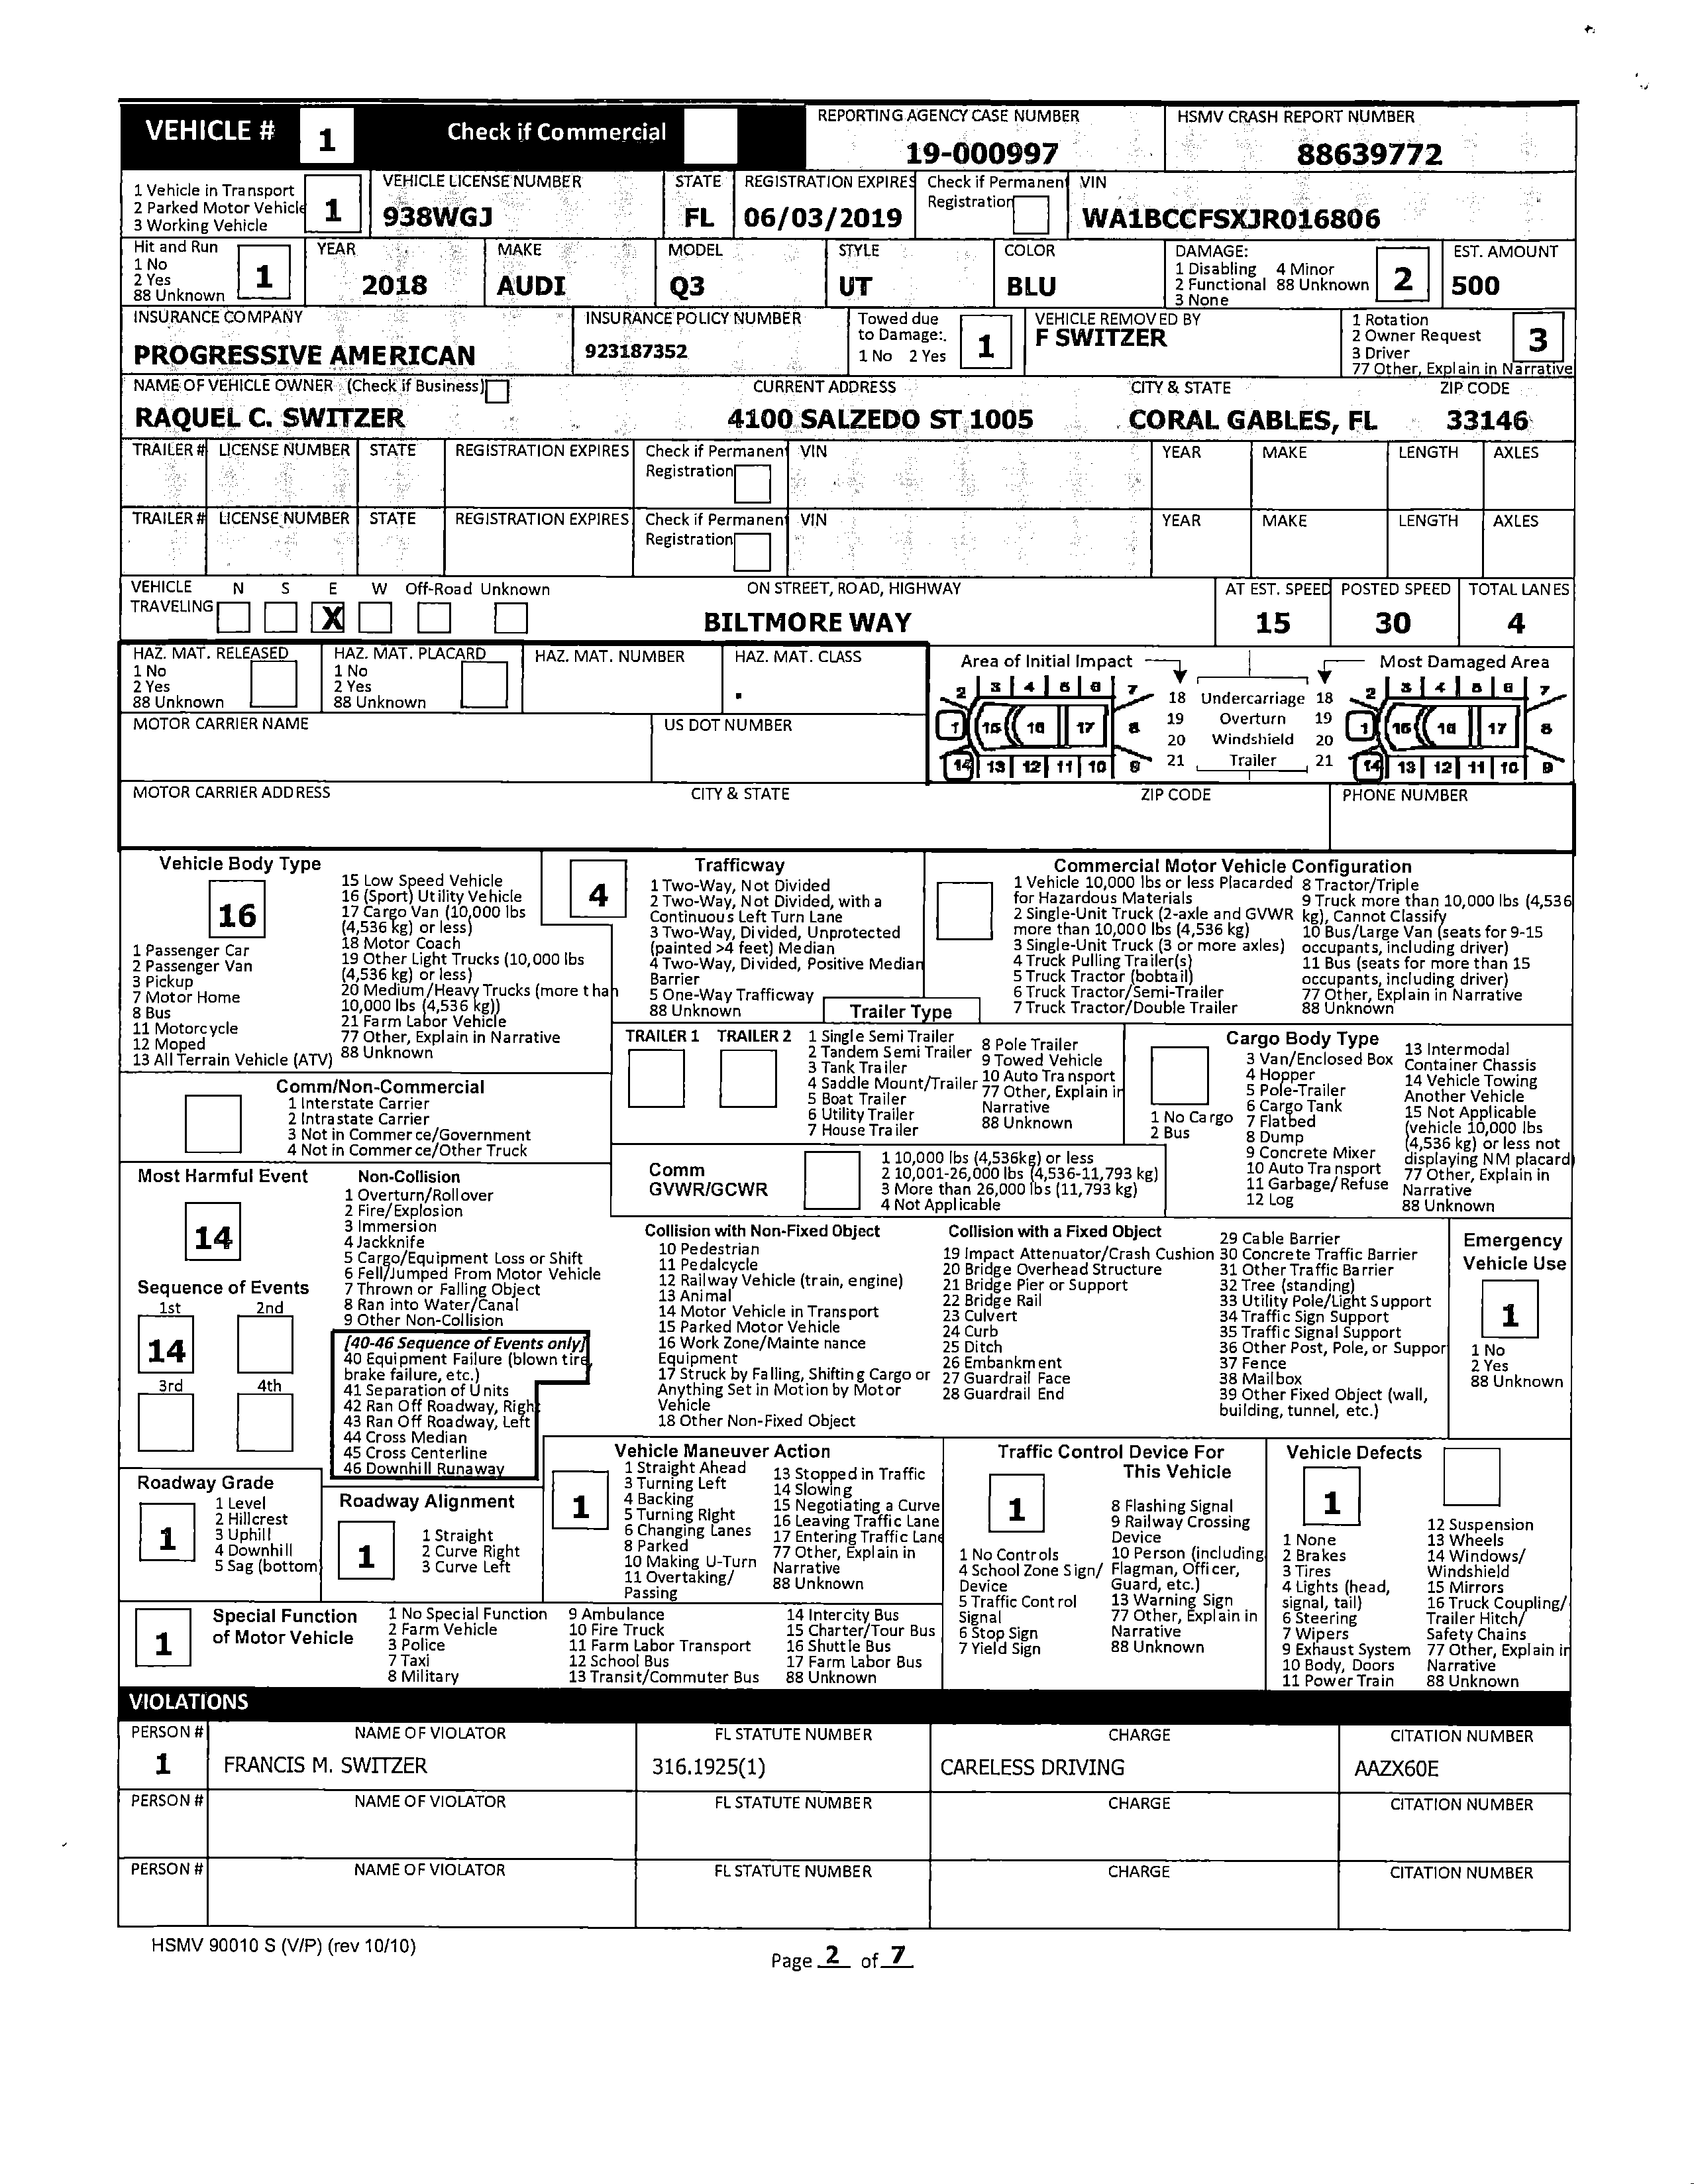 VEHICLE # 1 Check if Commercial
REPORTING AGENCY CASE NUMBER
19-000997
HSMV CRASH REPORT NUMBER
88639772
1 Vehicle in Transport
2 Parked Motor Vehicle
3 Working Vehicle
1
VEHICLE LICENSE NUMBER
938WGJ
STATE
FL
REGISTRATION EXPIRES
06/03/2019
Check if Permanent
Registration
VIN
WA1BCCFSXJR016806
Hit and Run
1 No
2 Yes
88 Unknown
1
YEAR
2018
MAKE
AUDI
MODEL
Q3
STYLE
UT
COLOR
BLU
DAMAGE:
1 Disabling 4 Minor
2 Functional 88 Unknown
3 None
2
EST. AMOUNT
500
INSURANCE COMPANY
PROGRESSIVE AMERICAN
INSURANCE POLICY NUMBER
923187352
Towed due
to Damage:.
1 No 2 Yes
1
VEHICLE REMOVED BY
F SWITZER
1 Rotation
2 Owner Request
3 Driver
77 Other, Explain in Narrative
3
NAME OF VEHICLE OWNER (Check if Business)
RAQUEL C. SWITZER
CURRENT ADDRESS
4100 SALZEDO ST 1005
CITY & STATE
CORAL GABLES, FL
ZIP CODE
33146
TRAILER # LICENSE NUMBER STATE REGISTRATION EXPIRES Check if Permanent VIN YEAR MAKE LENGTH AXLES
Registration
TRAILER # LICENSE NUMBER STATE REGISTRATION EXPIRES Check if Permanent VIN YEAR MAKE LENGTH AXLES
Registration
VEHICLE N S E W Off-Road Unknown
TRAVELING X
ON STREET, ROAD, HIGHWAY
BILTMORE WAY
AT EST. SPEED
15
POSTED SPEED
30
TOTAL LANES
4
HAZ. MAT. RELEASED
1 No
2 Yes
88 Unknown
HAZ. MAT. PLACARD
1 No
2 Yes
88 Unknown
HAZ. MAT. NUMBER
HAZ. MAT. CLASS
Area of Initial Impact
2 3 4 5 6 7
1 15 16 17 8
14 13 12 11 10 9
18 Undercarriage 18
19 Overturn 19
20 Windshield 20
21 Trailer 21
Most Damaged Area
2 3 4 5 6 7
1 15 16 17 8
14 13 12 11 10 9
MOTOR CARRIER NAME
US DOT NUMBER
MOTOR CARRIER ADDRESS
CITY & STATE
ZIP CODE
PHONE NUMBER
Vehicle Body Type
16
1 Passenger Car
2 Passenger Van
3 Pickup
7 Motor Home
8 Bus
11 Motorcycle
12 Moped
13 All Terrain Vehicle (ATV)
15 Low Speed Vehicle
16 (Sport) Utility Vehicle
17 Cargo Van (10,000 lbs
(4,536 kg) or less)
18 Motor Coach
19 Other Light Trucks (10,000 lbs
(4,536 kg) or less)
20 Medium/Heavy Trucks (more than
10,000 lbs (4,536 kg))
21 Farm Labor Vehicle
77 Other, Explain in Narrative
88 Unknown
4
Trafficway
1 Two-Way, Not Divided
2 Two-Way, Not Divided, with a
Continuous Left Turn Lane
3 Two-Way, Divided, Unprotected
(painted >4 feet) Median
4 Two-Way, Divided, Positive Median
Barrier
5 One-Way Trafficway
88 Unknown
Commercial Motor Vehicle Configuration
1 Vehicle 10,000 lbs or less Placarded
for Hazardous Materials
2 Single-Unit Truck (2-axle and GVWR
more than 10,000 lbs (4,536 kg)
3 Single-Unit Truck (3 or more axles)
4 Truck Pulling Trailer(s)
5 Truck Tractor (bobtail)
6 Truck Tractor/Semi-Trailer
7 Truck Tractor/Double Trailer
8 Tractor/Triple
9 Truck more than 10,000 lbs (4,536
kg), Cannot Classify
10 Bus/Large Van (seats for 9-15
occupants, including driver)
11 Bus (seats for more than 15
occupants, including driver)
77 Other, Explain in Narrative
88 Unknown
Trailer Type
TRAILER 1 TRAILER 2
1 Single Semi Trailer
2 Tandem Semi Trailer
3 Tank Trailer
4 Saddle Mount/Trailer
5 Boat Trailer
6 Utility Trailer
7 House Trailer
8 Pole Trailer
9 Towed Vehicle
10 Auto Transport
77 Other, Explain in
Narrative
88 Unknown
Cargo Body Type
1 No Cargo
2 Bus
3 Van/Enclosed Box
4 Hopper
5 Pole-Trailer
6 Cargo Tank
7 Flatbed
8 Dump
9 Concrete Mixer
10 Auto Transport
11 Garbage/ Refuse
12 Log
13 Intermodal
Container Chassis
14 Vehicle Towing
Another Vehicle
15 Not Applicable
(vehicle 10,000 lbs
(4,536 kg) or less not
displaying NM placard)
77 Other, Explain in
Narrative
88 Unknown
Comm/Non-Commercial
1 Interstate Carrier
2 Intrastate Carrier
3 Not in Commerce/Government
4 Not in Commerce/Other Truck
Comm
GVWR/GCWR
1 10,000 lbs (4,536kg) or less
2 10,001-26,000 lbs (4,536-11,793 kg)
3 More than 26,000 lbs (11,793 kg)
4 Not Applicable
Most Harmful Event
14
Sequence of Events
1st 2nd
14
3rd 4th
Non-Collision
1 Overturn/Rollover
2 Fire/Explosion
3 Immersion
4 Jackknife
5 Cargo/Equipment Loss or Shift
6 Fell/Jumped From Motor Vehicle
7 Thrown or Falling Object
8 Ran into Water/Canal
9 Other Non-Collision
[40-46 Sequence of Events only]
40 Equipment Failure (blown tire,
brake failure, etc.)
41 Separation of Units
42 Ran Off Roadway, Right
43 Ran Off Roadway, Left
44 Cross Median
45 Cross Centerline
46 Downhill Runaway
Collision with Non-Fixed Object
10 Pedestrian
11 Pedalcycle
12 Railway Vehicle (train, engine)
13 Animal
14 Motor Vehicle in Transport
15 Parked Motor Vehicle
16 Work Zone/Maintenance
Equipment
17 Struck by Falling, Shifting Cargo or
Anything Set in Motion by Motor
Vehicle
18 Other Non-Fixed Object
Collision with a Fixed Object
19 Impact Attenuator/Crash Cushion
20 Bridge Overhead Structure
21 Bridge Pier or Support
22 Bridge Rail
23 Culvert
24 Curb
25 Ditch
26 Embankment
27 Guardrail Face
28 Guardrail End
29 Cable Barrier
30 Concrete Traffic Barrier
31 Other Traffic Barrier
32 Tree (standing)
33 Utility Pole/Light Support
34 Traffic Sign Support
35 Traffic Signal Support
36 Other Post, Pole, or Suppor
37 Fence
38 Mailbox
39 Other Fixed Object (wall,
building, tunnel, etc.)
Emergency
Vehicle Use
1
1 No
2 Yes
88 Unknown
Roadway Grade
1
1 Level
2 Hillcrest
3 Uphill
4 Downhill
5 Sag (bottom)
Roadway Alignment
1
1 Straight
2 Curve Right
3 Curve Left
Vehicle Maneuver Action
1
1 Straight Ahead
3 Turning Left
4 Backing
5 Turning Right
6 Changing Lanes
8 Parked
10 Making U-Turn
11 Overtaking/
Passing
13 Stopped in Traffic
14 Slowing
15 Negotiating a Curve
16 Leaving Traffic Lane
17 Entering Traffic Lane
77 Other, Explain in
Narrative
88 Unknown
Traffic Control Device For
This Vehicle
1
1 No Controls
4 School Zone Sign/
Device
5 Traffic Control
Signal
6 Stop Sign
7 Yield Sign
8 Flashing Signal
9 Railway Crossing
Device
10 Person (including
Flagman, Officer,
Guard, etc.)
13 Warning Sign
77 Other, Explain in
Narrative
88 Unknown
Vehicle Defects
1
1 None
2 Brakes
3 Tires
4 Lights (head,
signal, tail)
6 Steering
7 Wipers
9 Exhaust System
10 Body, Doors
11 Power Train
12 Suspension
13 Wheels
14 Windows/
Windshield
15 Mirrors
16 Truck Coupling/
Trailer Hitch/
Safety Chains
77 Other, Explain in
Narrative
88 Unknown
1
Special Function
of Motor Vehicle
1 No Special Function
2 Farm Vehicle
3 Police
7 Taxi
8 Military
9 Ambulance
10 Fire Truck
11 Farm Labor Transport
12 School Bus
13 Transit/Commuter Bus
14 Intercity Bus
15 Charter/Tour Bus
16 Shuttle Bus
17 Farm Labor Bus
88 Unknown
VIOLATIONS
PERSON # NAME OF VIOLATOR FL STATUTE NUMBER CHARGE CITATION NUMBER
1 FRANCIS M. SWITZER 316.1925(1) CARELESS DRIVING AAZX60E
PERSON # NAME OF VIOLATOR FL STATUTE NUMBER CHARGE CITATION NUMBER
PERSON # NAME OF VIOLATOR FL STATUTE NUMBER CHARGE CITATION NUMBER
HSMV 90010 S (V/P) (rev 10/10)
Page 2 of 7